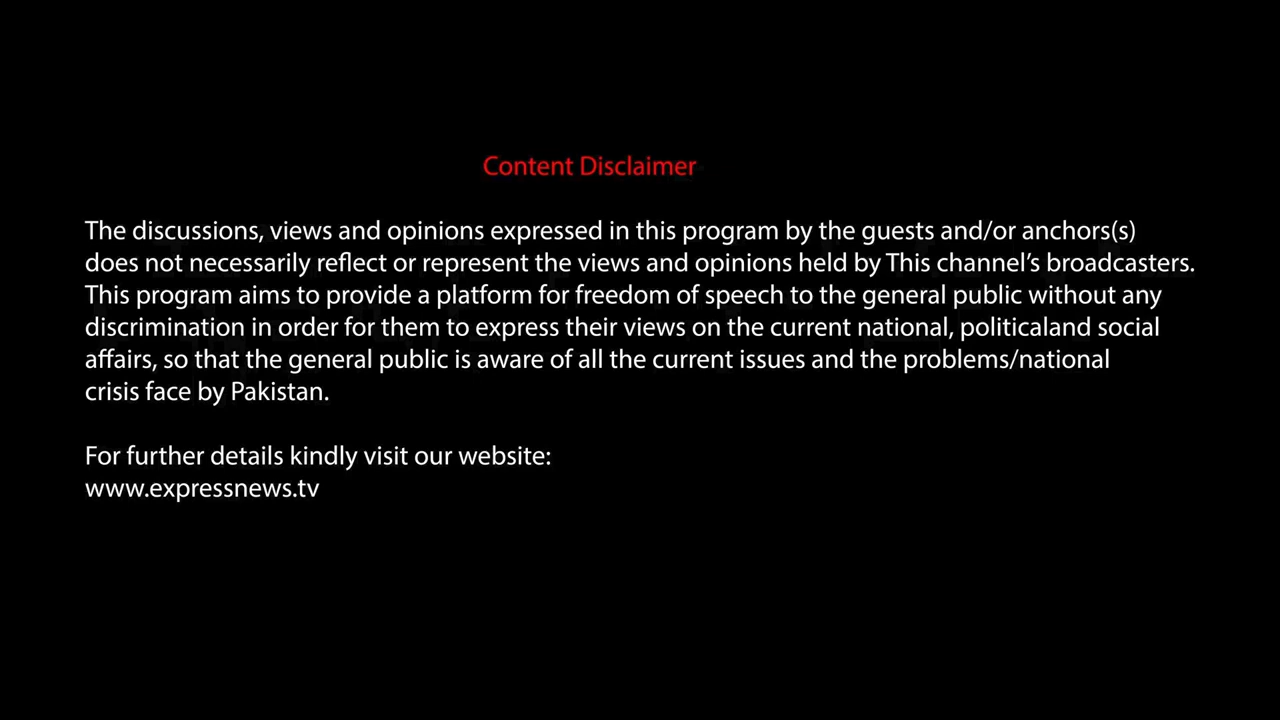 Content Disclaimer
The discussions, views and opinions expressed in this program by the guests and/or anchors(s)
does not necessarily reflect or represent the views and opinions held by This channel's broadcasters.
This program aims to provide a platform for freedom of speech to the general public without any
discrimination in order for them to express their views on the current national, politicaland social
affairs, so that the general public is aware of all the current issues and the problems/national
crisis face by Pakistan.
For further details kindly visit our website:
www.expressnews.tv